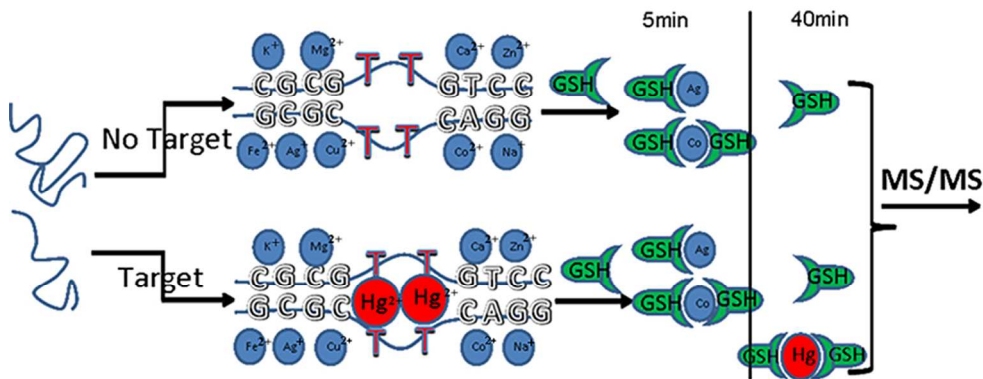 5min 40min
K+ Mg2+ T T Ca2+ Zn2+
CGCG GTCC GSH GSH Ag GSH
No Target GCGC CAGG
Fe2+ Ag+ Cu2+ T T Co2+ Na+ GSH Co GSH
MS/MS
K+ Mg2+ T T Ca2+ Zn2+ GSH Ag
Target CGCG GTCC GSH GSH
GCGC Hg2+ Hg2+ CAGG GSH Co GSH
Fe2+ Ag+ Cu2+ T T Co2+ Na+ GSH Hg GSH